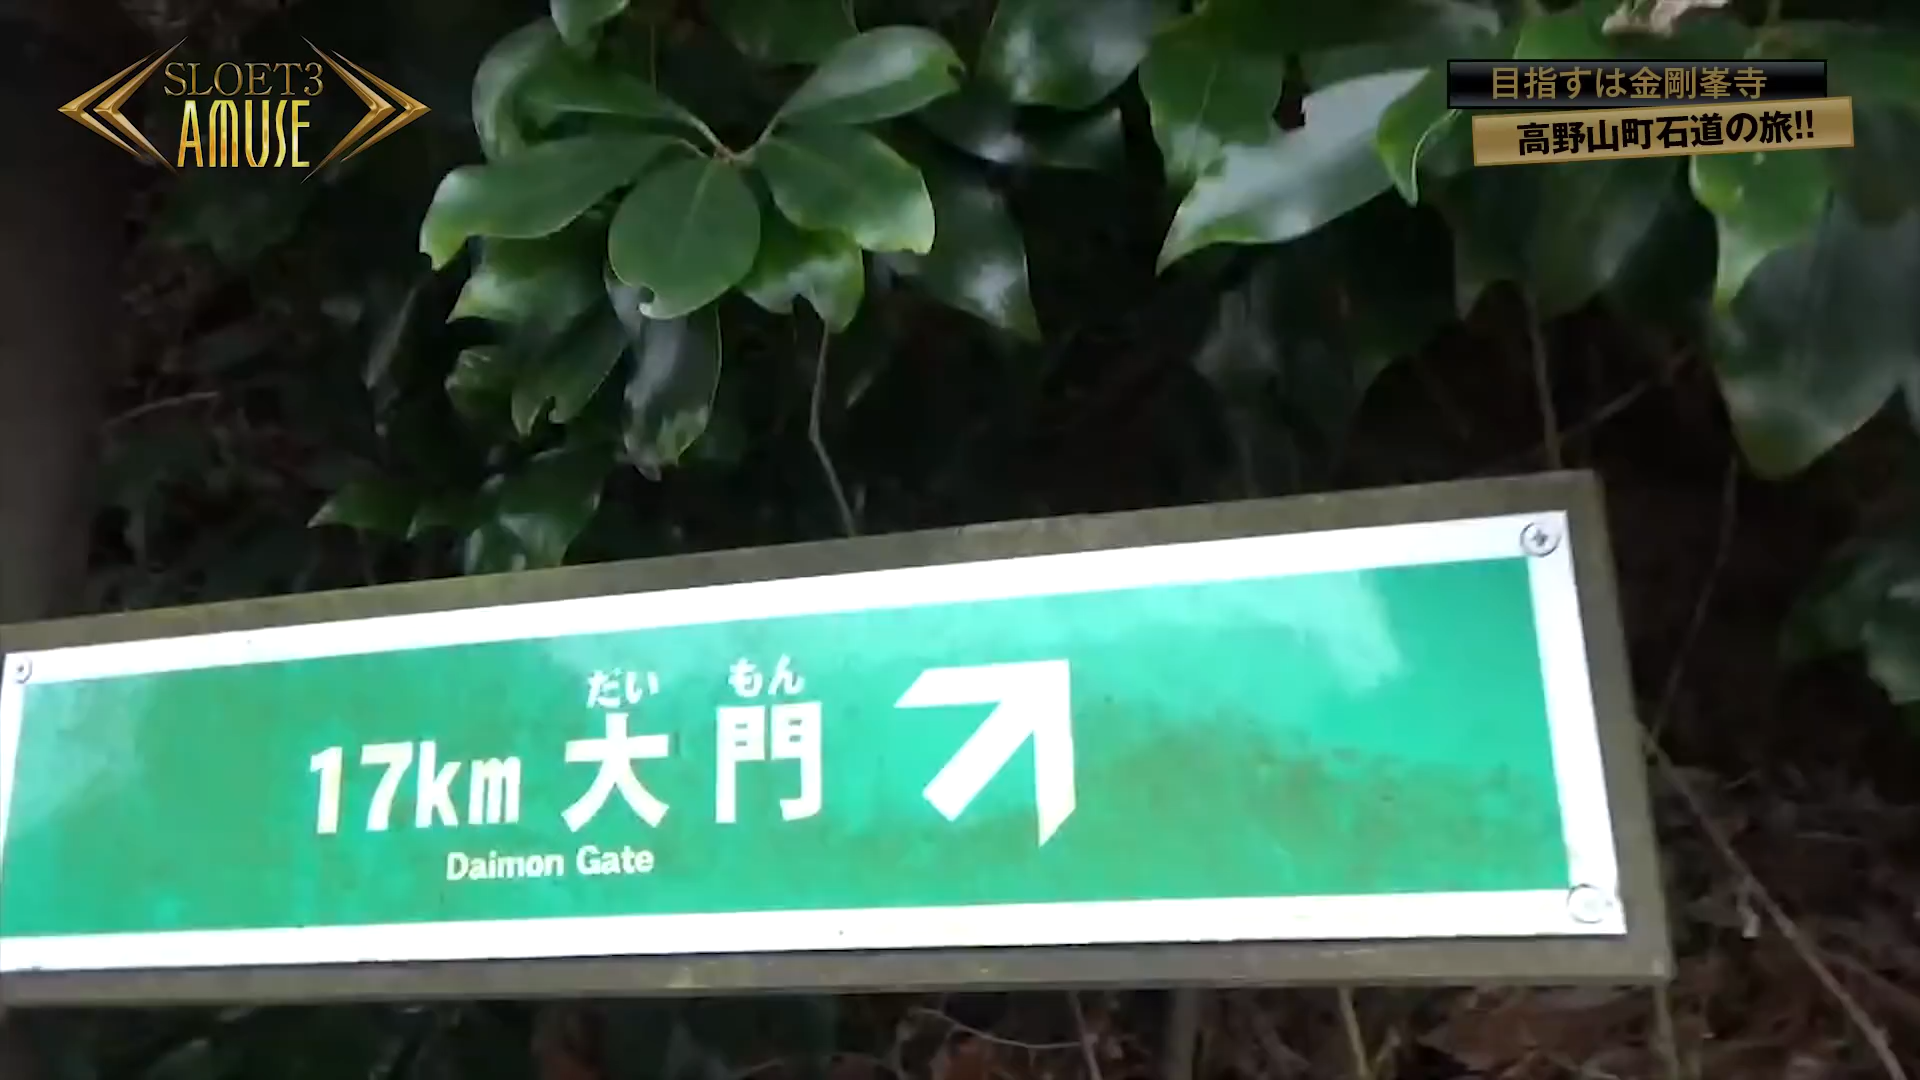 SLOET3
AMUSE
目指すは金剛峯寺
高野山町石道の旅!!
だい もん
17km 大門
Daimon Gate